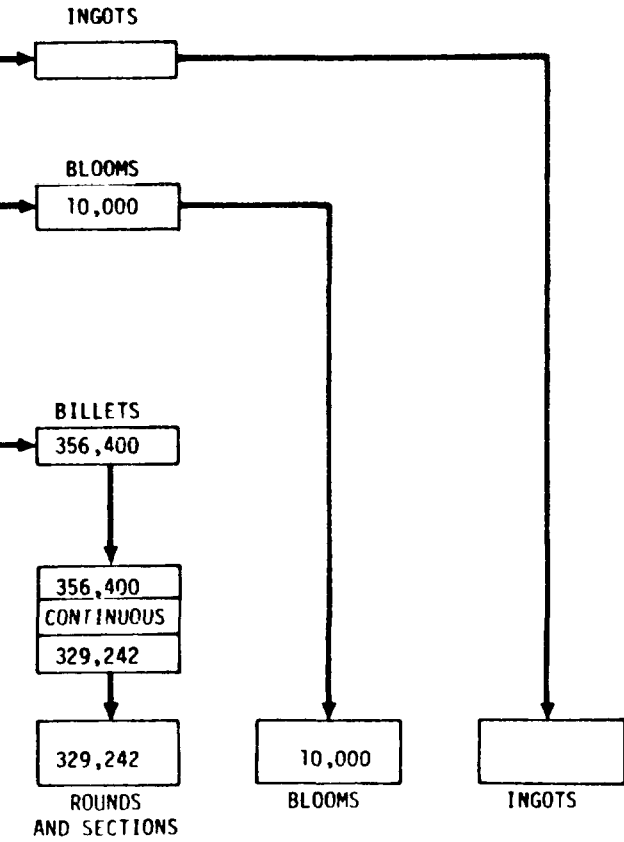 INGOTS
BLOOMS
10,000
BILLETS
356,400
356,400
CONTINUOUS
329,242
329,242
10,000
ROUNDS
AND SECTIONS
BLOOMS
INGOTS